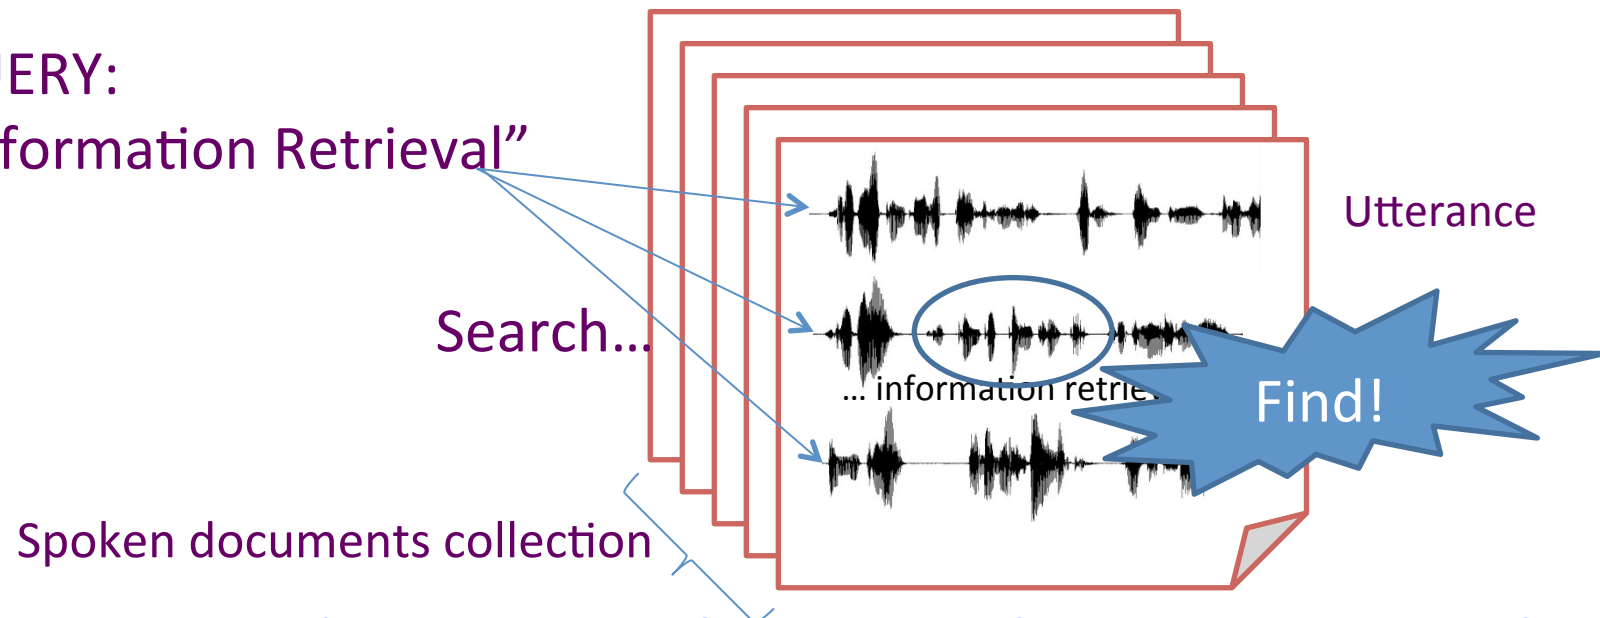 ERY:
formation Retrieval”
Utterance
Search…
... information retrie
Find!
Spoken documents collection